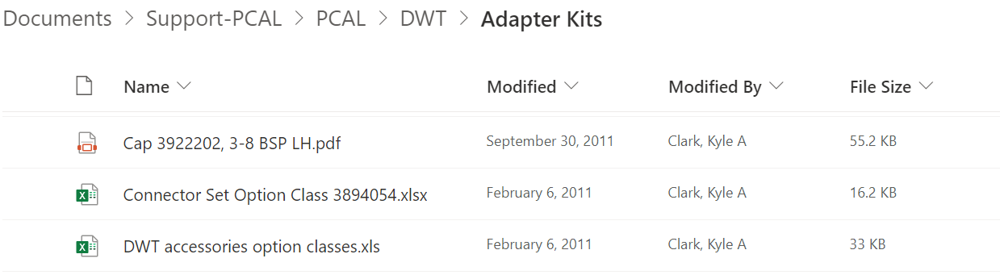 Documents > Support-PCAL > PCAL > DWT > Adapter Kits
Name Modified Modified By File Size
Cap 3922202, 3-8 BSP LH.pdf September 30, 2011 Clark, Kyle A 55.2 KB
Connector Set Option Class 3894054.xlsx February 6, 2011 Clark, Kyle A 16.2 KB
DWT accessories option classes.xls February 6, 2011 Clark, Kyle A 33 KB